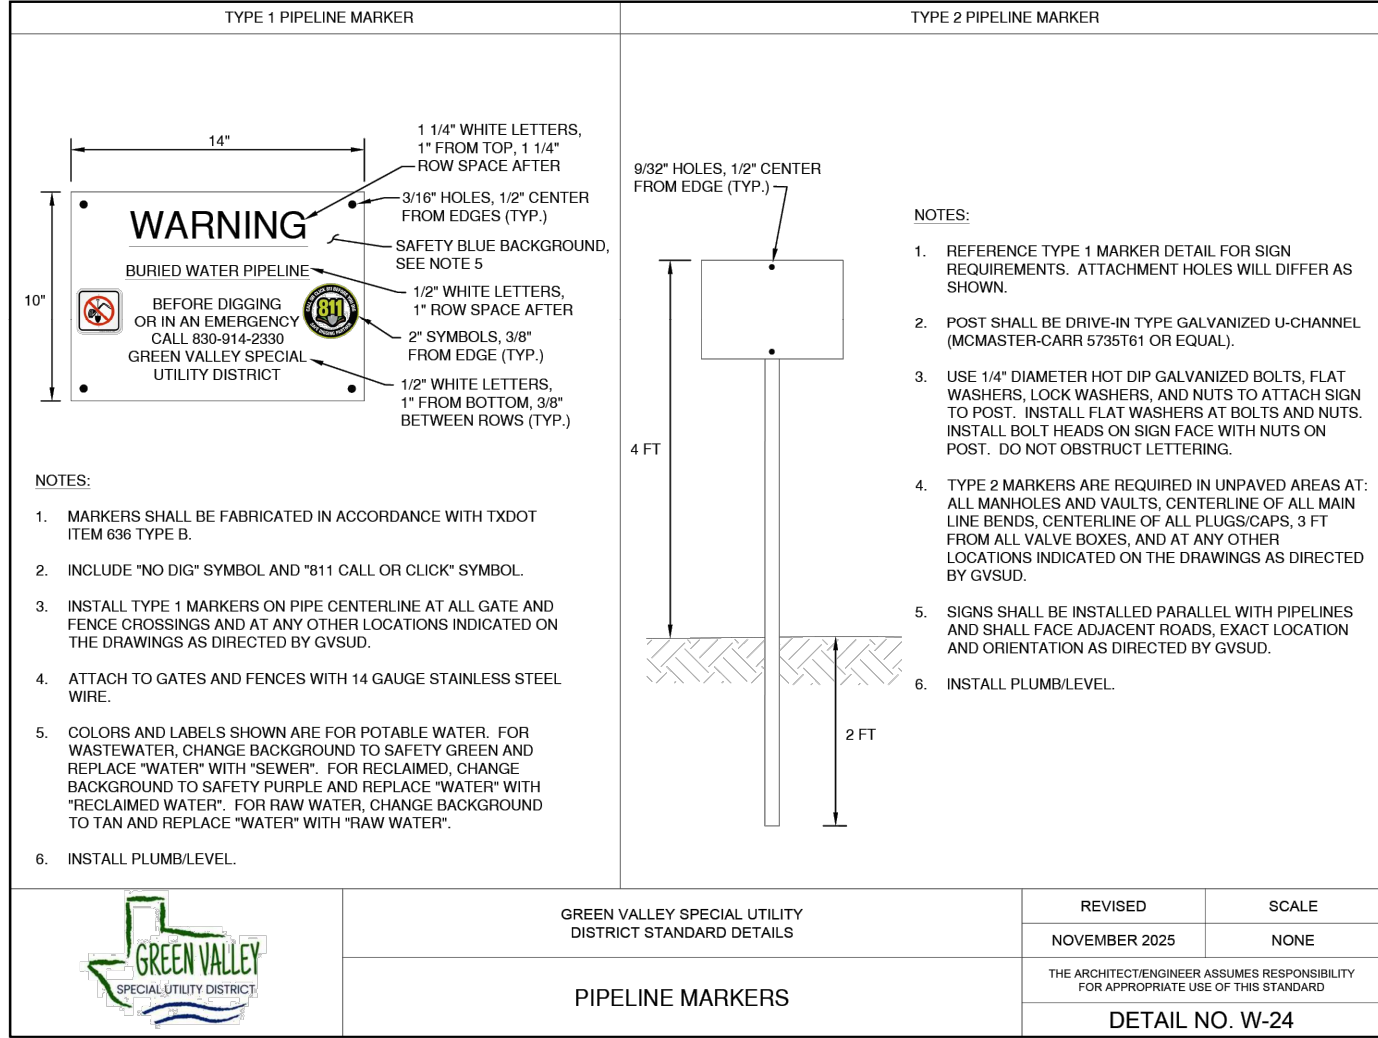 TYPE 1 PIPELINE MARKER
14"
10"
WARNING
BURIED WATER PIPELINE
BEFORE DIGGING
OR IN AN EMERGENCY
CALL 830-914-2330
GREEN VALLEY SPECIAL
UTILITY DISTRICT
811
1 1/4" WHITE LETTERS,
1" FROM TOP, 1 1/4"
ROW SPACE AFTER
3/16" HOLES, 1/2" CENTER
FROM EDGES (TYP.)
SAFETY BLUE BACKGROUND,
SEE NOTE 5
1/2" WHITE LETTERS,
1" ROW SPACE AFTER
2" SYMBOLS, 3/8"
FROM EDGE (TYP.)
1/2" WHITE LETTERS,
1" FROM BOTTOM, 3/8"
BETWEEN ROWS (TYP.)
NOTES:
1. MARKERS SHALL BE FABRICATED IN ACCORDANCE WITH TXDOT
ITEM 636 TYPE B.
2. INCLUDE "NO DIG" SYMBOL AND "811 CALL OR CLICK" SYMBOL.
3. INSTALL TYPE 1 MARKERS ON PIPE CENTERLINE AT ALL GATE AND
FENCE CROSSINGS AND AT ANY OTHER LOCATIONS INDICATED ON
THE DRAWINGS AS DIRECTED BY GVSUD.
4. ATTACH TO GATES AND FENCES WITH 14 GAUGE STAINLESS STEEL
WIRE.
5. COLORS AND LABELS SHOWN ARE FOR POTABLE WATER. FOR
WASTEWATER, CHANGE BACKGROUND TO SAFETY GREEN AND
REPLACE "WATER" WITH "SEWER". FOR RECLAIMED, CHANGE
BACKGROUND TO SAFETY PURPLE AND REPLACE "WATER" WITH
"RECLAIMED WATER". FOR RAW WATER, CHANGE BACKGROUND
TO TAN AND REPLACE "WATER" WITH "RAW WATER".
6. INSTALL PLUMB/LEVEL.
TYPE 2 PIPELINE MARKER
9/32" HOLES, 1/2" CENTER
FROM EDGE (TYP.)
4 FT
2 FT
NOTES:
1. REFERENCE TYPE 1 MARKER DETAIL FOR SIGN
REQUIREMENTS. ATTACHMENT HOLES WILL DIFFER AS
SHOWN.
2. POST SHALL BE DRIVE-IN TYPE GALVANIZED U-CHANNEL
(MCMASTER-CARR 5735T61 OR EQUAL).
3. USE 1/4" DIAMETER HOT DIP GALVANIZED BOLTS, FLAT
WASHERS, LOCK WASHERS, AND NUTS TO ATTACH SIGN
TO POST. INSTALL FLAT WASHERS AT BOLTS AND NUTS.
INSTALL BOLT HEADS ON SIGN FACE WITH NUTS ON
POST. DO NOT OBSTRUCT LETTERING.
4. TYPE 2 MARKERS ARE REQUIRED IN UNPAVED AREAS AT:
ALL MANHOLES AND VAULTS, CENTERLINE OF ALL MAIN
LINE BENDS, CENTERLINE OF ALL PLUGS/CAPS, 3 FT
FROM ALL VALVE BOXES, AND AT ANY OTHER
LOCATIONS INDICATED ON THE DRAWINGS AS DIRECTED
BY GVSUD.
5. SIGNS SHALL BE INSTALLED PARALLEL WITH PIPELINES
AND SHALL FACE ADJACENT ROADS, EXACT LOCATION
AND ORIENTATION AS DIRECTED BY GVSUD.
6. INSTALL PLUMB/LEVEL.
GREEN VALLEY
SPECIAL UTILITY DISTRICT
GREEN VALLEY SPECIAL UTILITY
DISTRICT STANDARD DETAILS
PIPELINE MARKERS
REVISED
SCALE
NOVEMBER 2025
NONE
THE ARCHITECT/ENGINEER ASSUMES RESPONSIBILITY
FOR APPROPRIATE USE OF THIS STANDARD
DETAIL NO. W-24